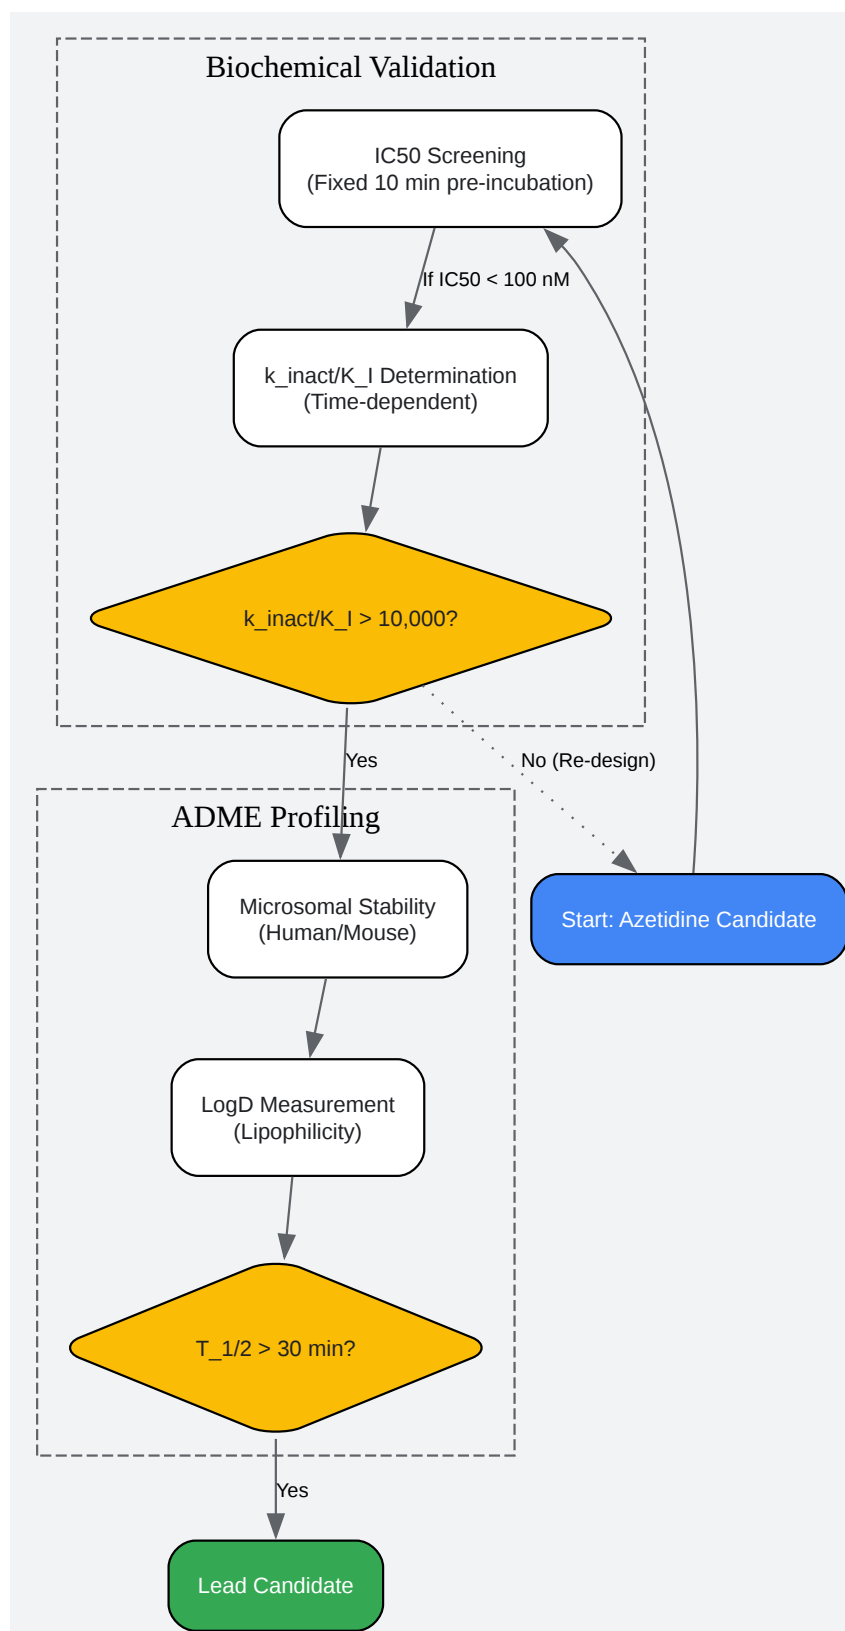 Biochemical Validation
IC50 Screening
(Fixed 10 min pre-incubation)
If IC50 < 100 nM
k_inact/K_I Determination
(Time-dependent)
k_inact/K_I > 10,000?
Yes
No (Re-design)
ADME Profiling
Microsomal Stability
(Human/Mouse)
Start: Azetidine Candidate
LogD Measurement
(Lipophilicity)
T_1/2 > 30 min?
Yes
Lead Candidate